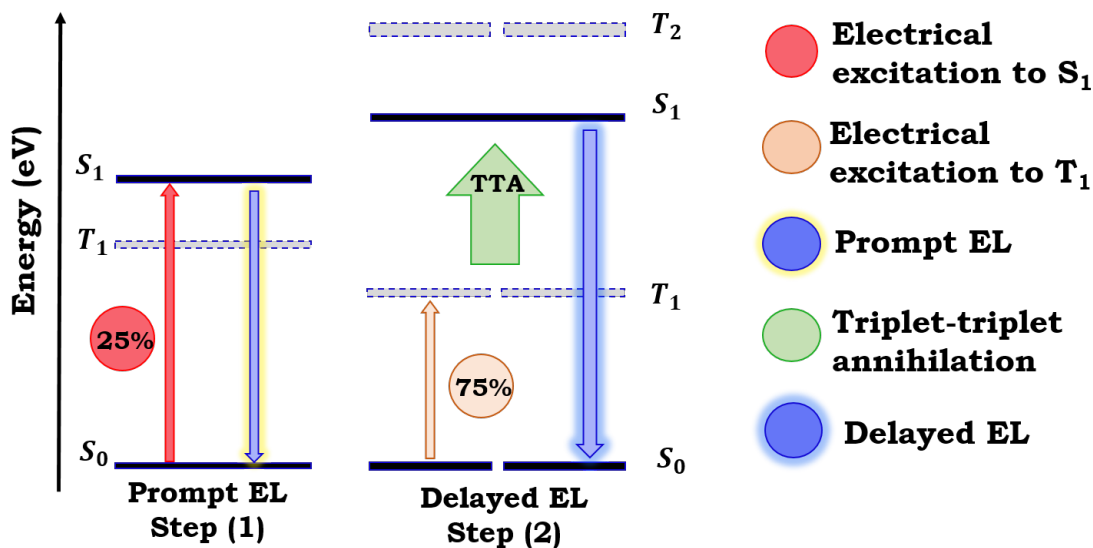 Energy (eV)
S₁
T₁
25%
S₀
Prompt EL
Step (1)
T₂
S₁
TTA
T₁
75%
S₀
Delayed EL
Step (2)
Electrical
excitation to S₁
Electrical
excitation to T₁
Prompt EL
Triplet-triplet
annihilation
Delayed EL